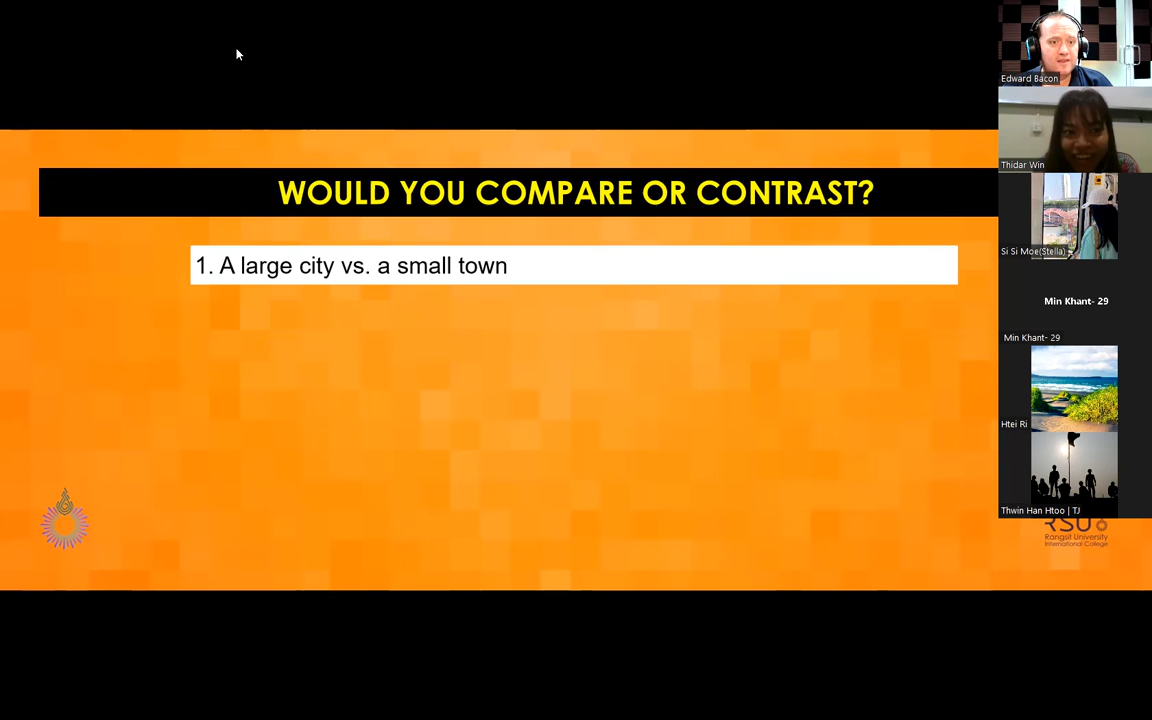 WOULD YOU COMPARE OR CONTRAST?
1. A large city vs. a small town
Edward Bacon
Thidar Win
Si Si Moe(Stella)
Min Khant- 29
Min Khant- 29
Htei Ri
Thwin Han Htoo | TJ
RSU
Rangsit University
International College